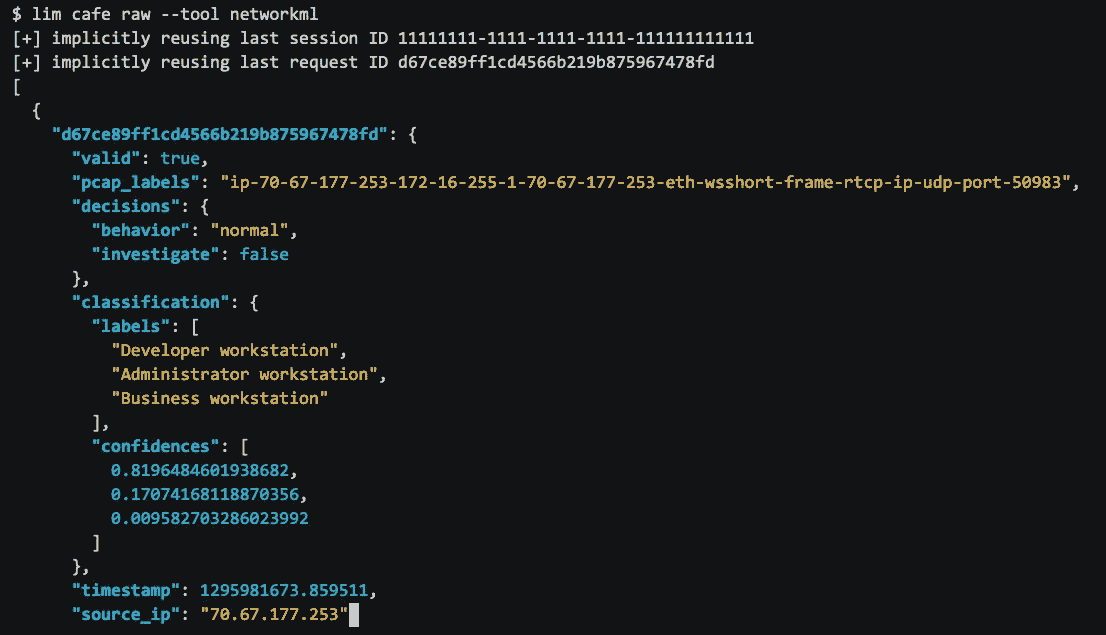 $ lim cafe raw --tool networkml
[+] implicitly reusing last session ID 11111111-1111-1111-1111-111111111111
[+] implicitly reusing last request ID d67ce89ff1cd4566b219b875967478fd
[
  {
    "d67ce89ff1cd4566b219b875967478fd": {
      "valid": true,
      "pcap_labels": "ip-70-67-177-253-172-16-255-1-70-67-177-253-eth-wsshort-frame-rtcp-ip-udp-port-50983",
      "decisions": {
        "behavior": "normal",
        "investigate": false
      },
      "classification": {
        "labels": [
          "Developer workstation",
          "Administrator workstation",
          "Business workstation"
        ],
        "confidences": [
          0.8196484601938682,
          0.17074168118870356,
          0.009582703286023992
        ]
      },
      "timestamp": 1295981673.859511,
      "source_ip": "70.67.177.253"